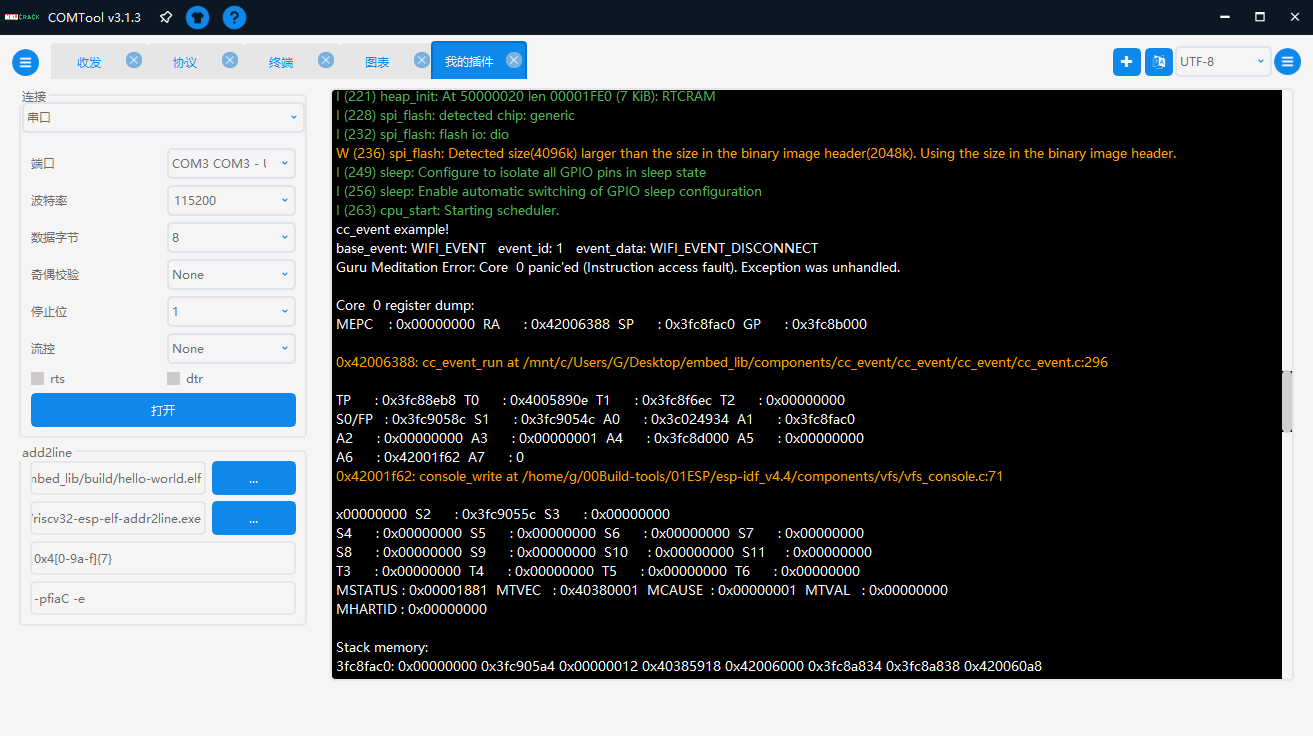 COMTool v3.1.3
收发
协议
终端
图表
我的插件
UTF-8
连接
串口
端口
COM3 COM3 -
波特率
115200
数据字节
8
奇偶校验
None
停止位
1
流控
None
rts
dtr
打开
add2line
nbed_lib/build/hello-world.elf
...
/riscv32-esp-elf-addr2line.exe
...
0x4[0-9a-f]{7}
-pfiaC -e
I (221) heap_init: At 50000020 len 00001FE0 (7 KiB): RTCRAM
I (228) spi_flash: detected chip: generic
I (232) spi_flash: flash io: dio
W (236) spi_flash: Detected size(4096k) larger than the size in the binary image header(2048k). Using the size in the binary image header.
I (249) sleep: Configure to isolate all GPIO pins in sleep state
I (256) sleep: Enable automatic switching of GPIO sleep configuration
I (263) cpu_start: Starting scheduler.
cc_event example!
base_event: WIFI_EVENT event_id: 1 event_data: WIFI_EVENT_DISCONNECT
Guru Meditation Error: Core 0 panic'ed (Instruction access fault). Exception was unhandled.
Core 0 register dump:
MEPC : 0x00000000 RA : 0x42006388 SP : 0x3fc8fac0 GP : 0x3fc8b000
0x42006388: cc_event_run at /mnt/c/Users/G/Desktop/embed_lib/components/cc_event/cc_event/cc_event/cc_event.c:296
TP : 0x3fc88eb8 T0 : 0x4005890e T1 : 0x3fc8f6ec T2 : 0x00000000
S0/FP : 0x3fc9058c S1 : 0x3fc9054c A0 : 0x3c024934 A1 : 0x3fc8fac0
A2 : 0x00000000 A3 : 0x00000001 A4 : 0x3fc8d000 A5 : 0x00000000
A6 : 0x42001f62 A7 : 0
0x42001f62: console_write at /home/g/00Build-tools/01ESP/esp-idf_v4.4/components/vfs/vfs_console.c:71
x00000000 S2 : 0x3fc9055c S3 : 0x00000000
S4 : 0x00000000 S5 : 0x00000000 S6 : 0x00000000 S7 : 0x00000000
S8 : 0x00000000 S9 : 0x00000000 S10 : 0x00000000 S11 : 0x00000000
T3 : 0x00000000 T4 : 0x00000000 T5 : 0x00000000 T6 : 0x00000000
MSTATUS : 0x00001881 MTVEC : 0x40380001 MCAUSE : 0x00000001 MTVAL : 0x00000000
MHARTID : 0x00000000
Stack memory:
3fc8fac0: 0x00000000 0x3fc905a4 0x00000012 0x40385918 0x42006000 0x3fc8a834 0x3fc8a838 0x420060a8